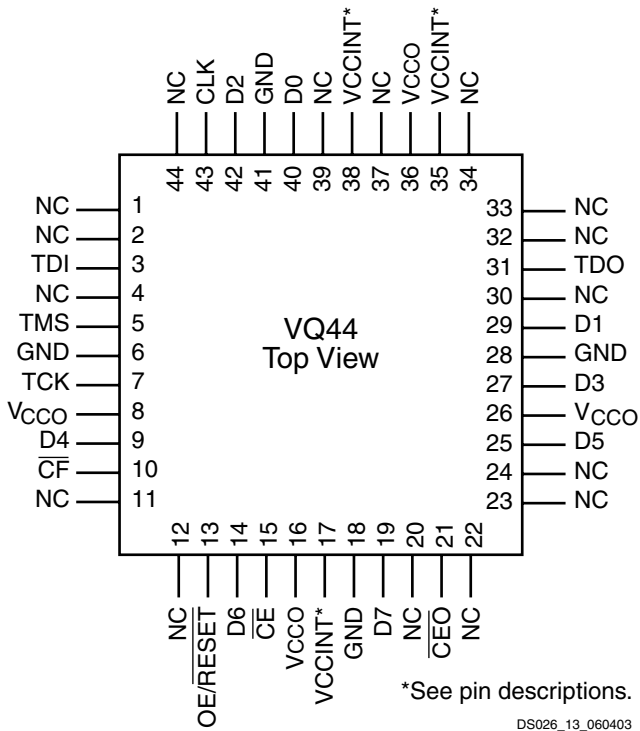 NC CLK D2 GND D0 NC VCCINT* NC VCCO VCCINT* NC
44 43 42 41 40 39 38 37 36 35 34
NC 1
NC 2
TDI 3
NC 4
TMS 5
GND 6
TCK 7
VCCO 8
D4 9
CF 10
NC 11
VQ44
Top View
33 NC
32 NC
31 TDO
30 NC
29 D1
28 GND
27 D3
26 VCCO
25 D5
24 NC
23 NC
12 13 14 15 16 17 18 19 20 21 22
NC OE/RESET D6 CE VCCO VCCINT* GND D7 NC CEO NC
*See pin descriptions.
DS026_13_060403